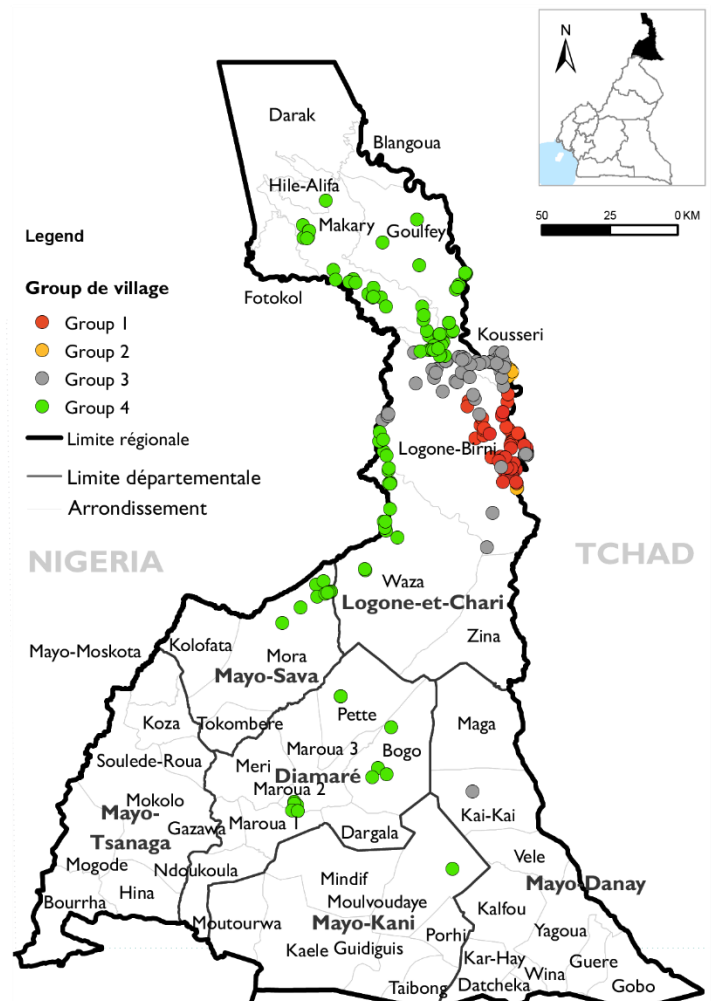 N
50 25 0 KM
Darak
Blangoua
Hile-Alifa
Makary
Goulfey
Legend
Group de village
Group 1
Group 2
Group 3
Group 4
Limite régionale
Limite départementale
Arrondissement
Fotokol
Kousseri
Logone-Birni
NIGERIA
TCHAD
Waza
Logone-et-Chari
Zina
Mayo-Moskota
Kolofata
Mora
Mayo-Sava
Koza
Tokombere
Pette
Maga
Soulede-Roua
Meri
Maroua 3
Bogo
Diamaré
Mokolo
Maroua 2
Mayo-
Tsanaga
Gazawa
Maroua 1
Dargala
Kai-Kai
Mogode
Ndoukoula
Vele
Bourrha
Hina
Mindif
Mayo-Danay
Moutourwa
Moulvoudaye
Kalfou
Mayo-Kani
Yagoua
Kaele
Guidiguis
Porhi
Kar-Hay
Guere
Taibong
Datcheka
Wina
Gobo